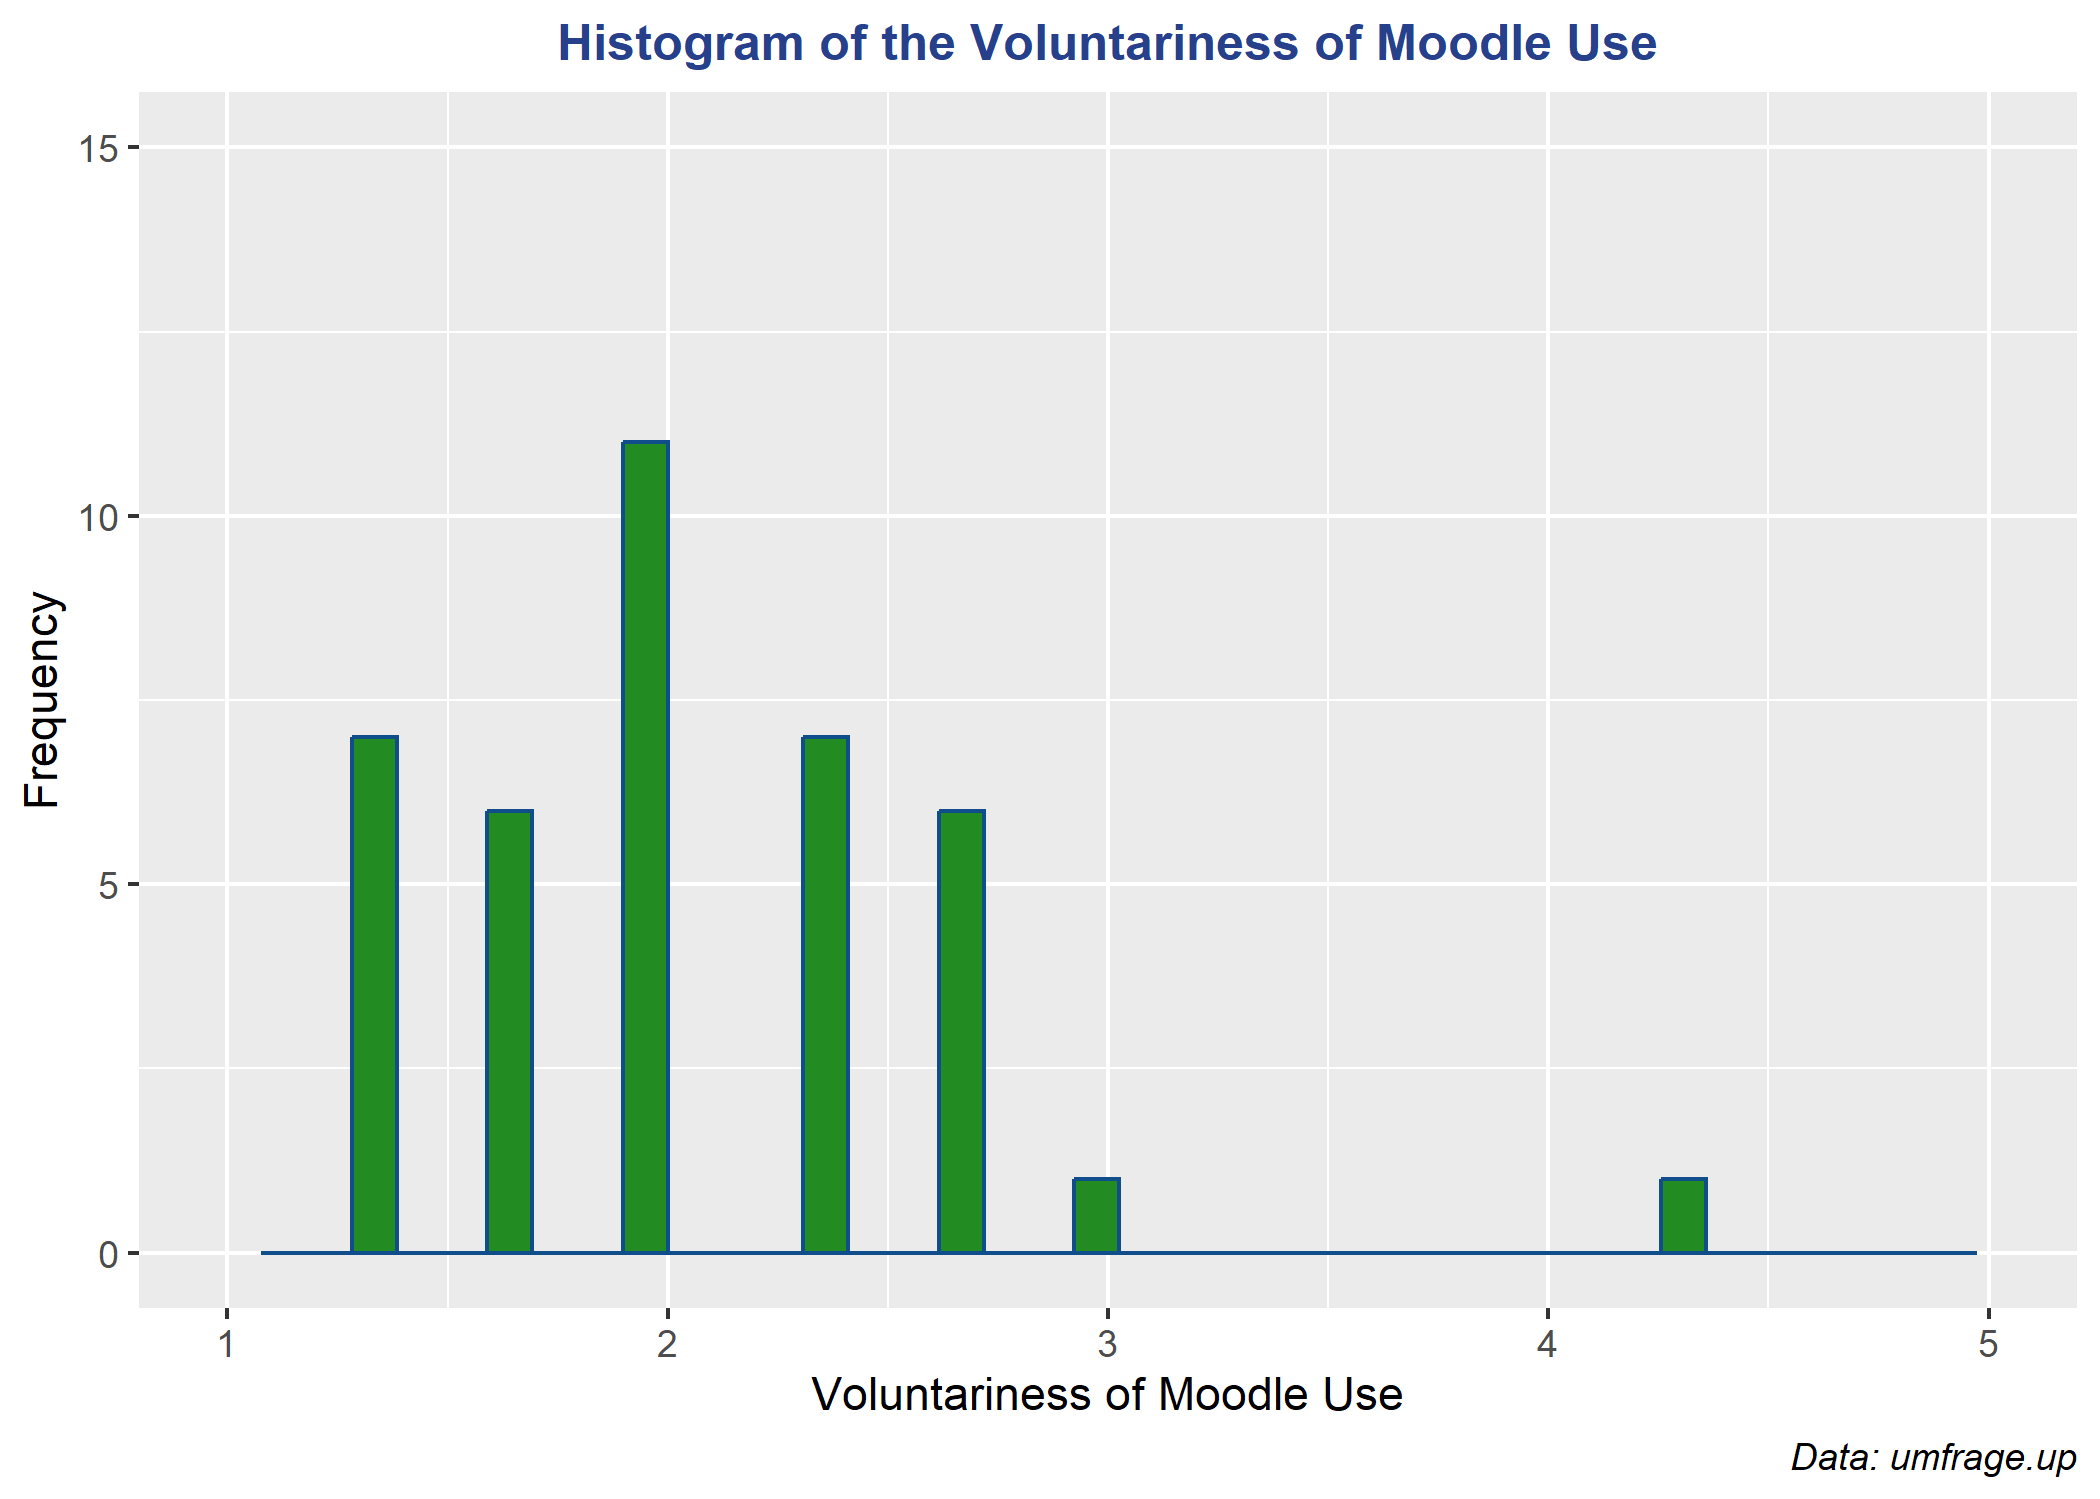 Histogram of the Voluntariness of Moodle Use
15
10
5
0
Frequency
1 2 3 4 5
Voluntariness of Moodle Use
Data: umfrage.up